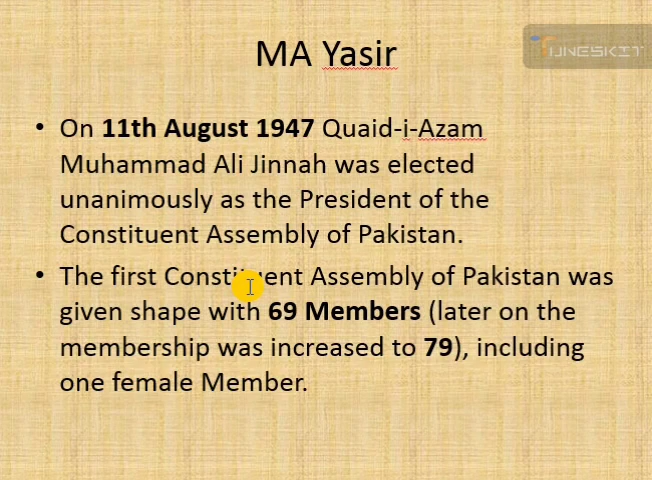 MA Yasir
TUNESKIT
• On 11th August 1947 Quaid-i-Azam
Muhammad Ali Jinnah was elected
unanimously as the President of the
Constituent Assembly of Pakistan.
• The first Constituent Assembly of Pakistan was
given shape with 69 Members (later on the
membership was increased to 79), including
one female Member.